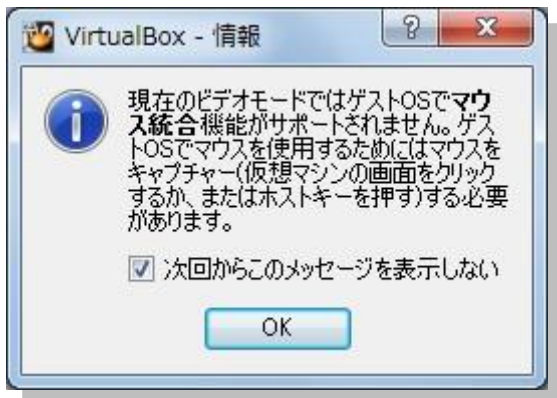 VirtualBox - 情報
現在のビデオモードではゲストOSでマウ
ス統合機能がサポートされません。ゲス
トOSでマウスを使用するためにはマウスを
キャプチャー(仮想マシンの画面をクリック
するか、またはホストキーを押す)する必要
があります。
次回からこのメッセージを表示しない
OK